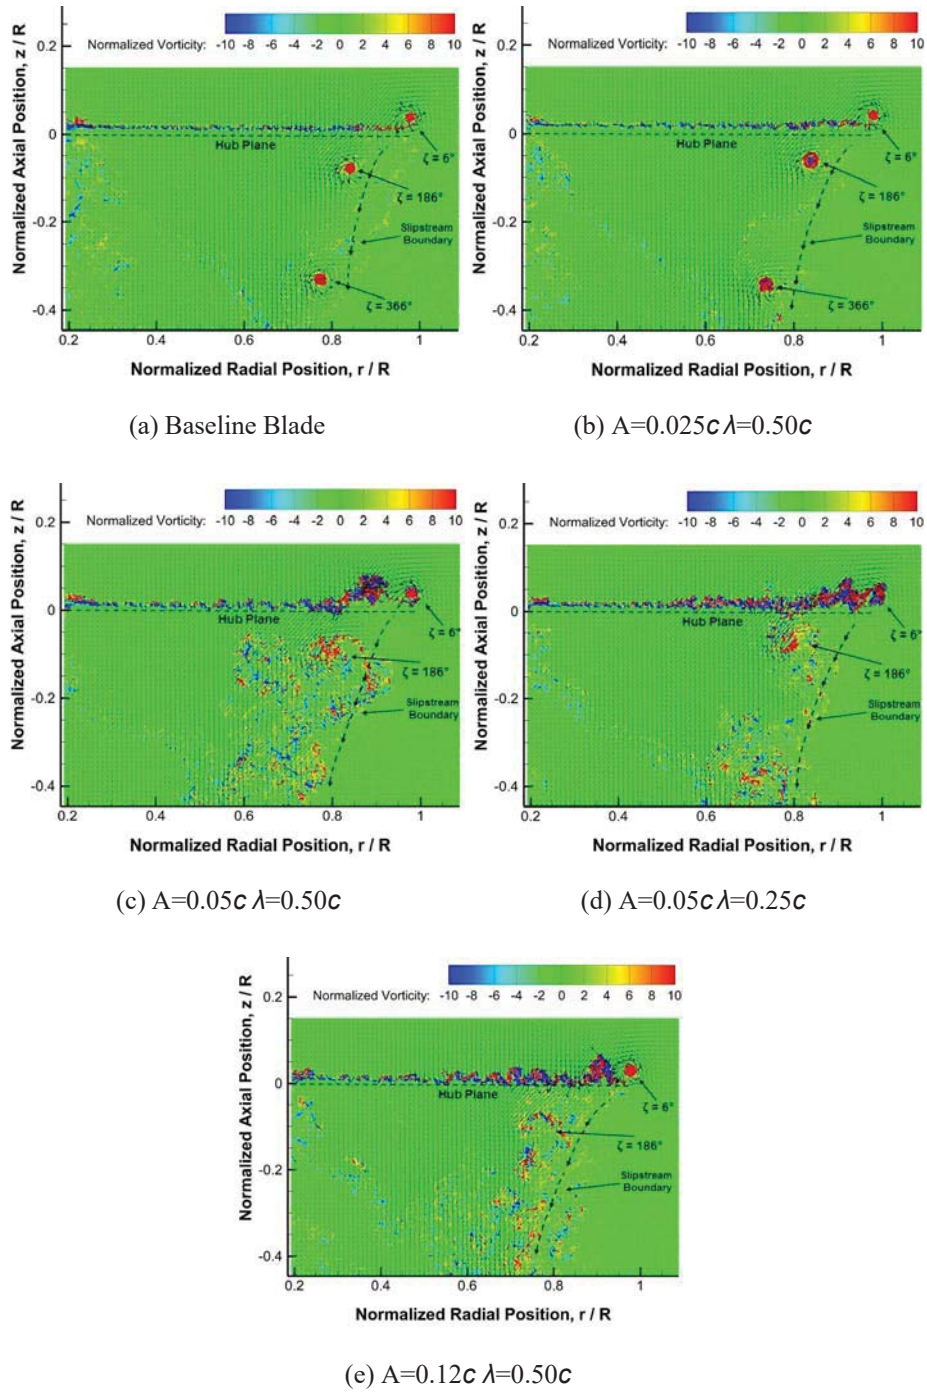 Normalized Vorticity: -10 -8 -6 -4 -2 0 2 4 6 8 10
Normalized Axial Position, z / R
0.2
0
-0.2
-0.4
Hub Plane
ζ = 6°
ζ = 186°
Slipstream
Boundary
ζ = 366°
0.2 0.4 0.6 0.8 1
Normalized Radial Position, r / R
(a) Baseline Blade
Normalized Vorticity: -10 -8 -6 -4 -2 0 2 4 6 8 10
Normalized Axial Position, z / R
0.2
0
-0.2
-0.4
Hub Plane
ζ = 6°
ζ = 186°
Slipstream
Boundary
ζ = 366°
0.2 0.4 0.6 0.8 1
Normalized Radial Position, r / R
(b) A=0.025c λ=0.50c
Normalized Vorticity: -10 -8 -6 -4 -2 0 2 4 6 8 10
Normalized Axial Position, z / R
0.2
0
-0.2
-0.4
Hub Plane
ζ = 6°
ζ = 186°
Slipstream
Boundary
0.2 0.4 0.6 0.8 1
Normalized Radial Position, r / R
(c) A=0.05c λ=0.50c
Normalized Vorticity: -10 -8 -6 -4 -2 0 2 4 6 8 10
Normalized Axial Position, z / R
0.2
0
-0.2
-0.4
Hub Plane
ζ = 6°
ζ = 186°
Slipstream
Boundary
0.2 0.4 0.6 0.8 1
Normalized Radial Position, r / R
(d) A=0.05c λ=0.25c
Normalized Vorticity: -10 -8 -6 -4 -2 0 2 4 6 8 10
Normalized Axial Position, z / R
0.2
0
-0.2
-0.4
Hub Plane
ζ = 6°
ζ = 186°
Slipstream
Boundary
0.2 0.4 0.6 0.8 1
Normalized Radial Position, r / R
(e) A=0.12c λ=0.50c